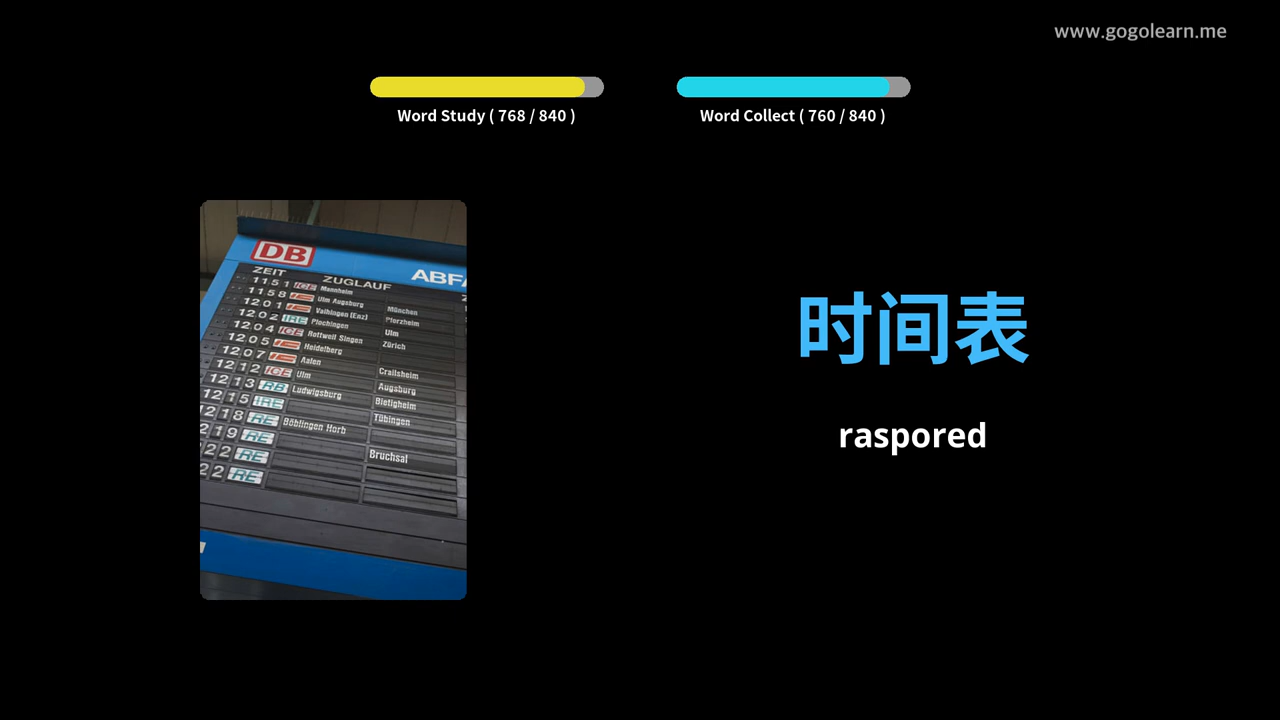 www.gogolearn.me
Word Study ( 768 / 840 )
Word Collect ( 760 / 840 )
DB
ZEIT ZUGLAUF ABFA
1151 ICE Mannheim
1158 Ulm Augsburg München
1201 Vaihingen (Enz) Pforzheim
1202 IRE Plochingen Ulm
1204 ICE Rottweil Singen Zürich
1205 Heidelberg
1207 Aalen Crailsheim
1212 ICE Ulm Augsburg
1213 RB Ludwigsburg Bietigheim
1215 IRE Tübingen
1218 RE Böblingen Horb
219 RE
22 RE Bruchsal
22 RE
时间表
raspored